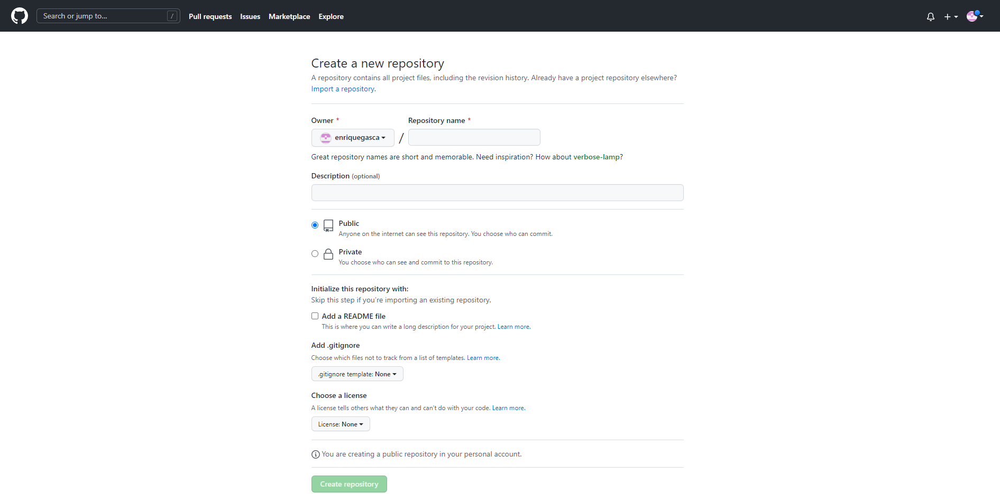 Search or jump to... /
Pull requests Issues Marketplace Explore
Create a new repository
A repository contains all project files, including the revision history. Already have a project repository elsewhere?
Import a repository.
Owner * Repository name *
enriquegasca /
Great repository names are short and memorable. Need inspiration? How about verbose-lamp?
Description (optional)
Public
Anyone on the internet can see this repository. You choose who can commit.
Private
You choose who can see and commit to this repository.
Initialize this repository with:
Skip this step if you're importing an existing repository.
Add a README file
This is where you can write a long description for your project. Learn more.
Add .gitignore
Choose which files not to track from a list of templates. Learn more.
.gitignore template: None
Choose a license
A license tells others what they can and can't do with your code. Learn more.
License: None
You are creating a public repository in your personal account.
Create repository